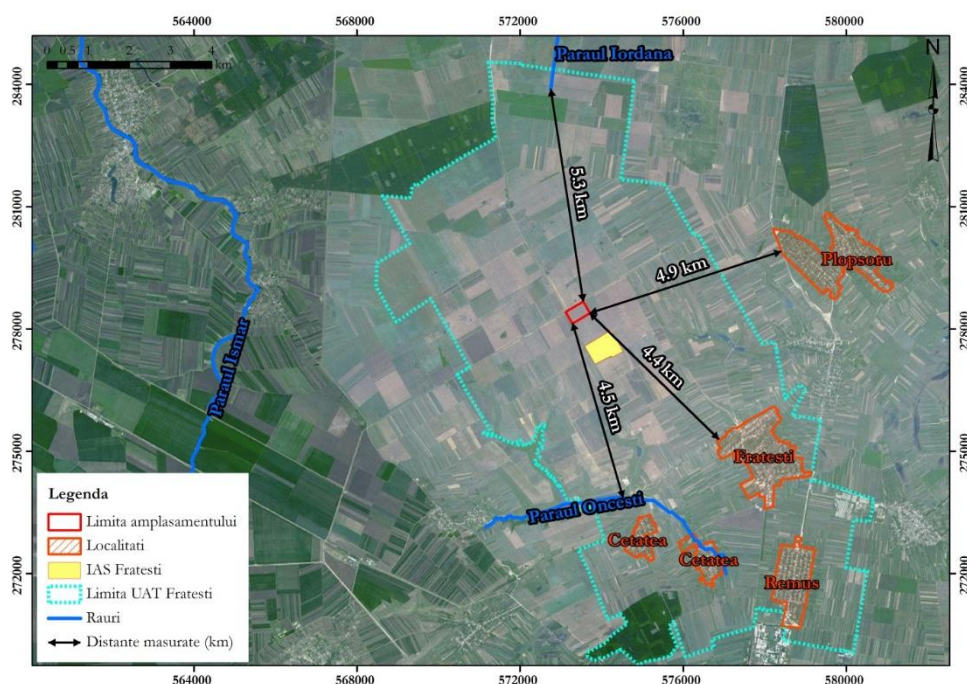 564000 568000 572000 576000 580000
0 0.5 1 2 3 4
km
N
Paraul Iordana
284000 284000
281000 281000
278000 278000
275000 275000
272000 272000
5.3 km
4.9 km
Plopsoru
4.4 km
4.5 km
Paraul Ismar
Fratesti
Paraul Oncesti
Cetatea
Cetatea
Remus
Legenda
Limita amplasamentului
Localitati
IAS Fratesti
Limita UAT Fratesti
Rauri
Distante masurate (km)
564000 568000 572000 576000 580000